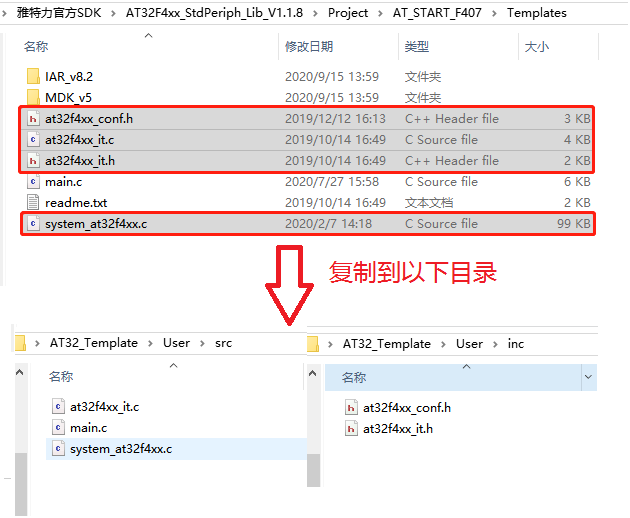 雅特力官方SDK > AT32F4xx_StdPeriph_Lib_V1.1.8 > Project > AT_START_F407 > Templates
名称 修改日期 类型 大小
IAR_v8.2 2020/9/15 13:59 文件夹
MDK_v5 2020/9/15 13:59 文件夹
at32f4xx_conf.h 2019/12/12 16:13 C++ Header file 3 KB
at32f4xx_it.c 2019/10/14 16:49 C Source file 4 KB
at32f4xx_it.h 2019/10/14 16:49 C++ Header file 2 KB
main.c 2020/7/27 15:58 C Source file 6 KB
readme.txt 2019/10/14 16:49 文本文档 2 KB
system_at32f4xx.c 2020/2/7 14:18 C Source file 99 KB
复制到以下目录
> AT32_Template > User > src
名称
at32f4xx_it.c
main.c
system_at32f4xx.c
> AT32_Template > User > inc
名称
at32f4xx_conf.h
at32f4xx_it.h